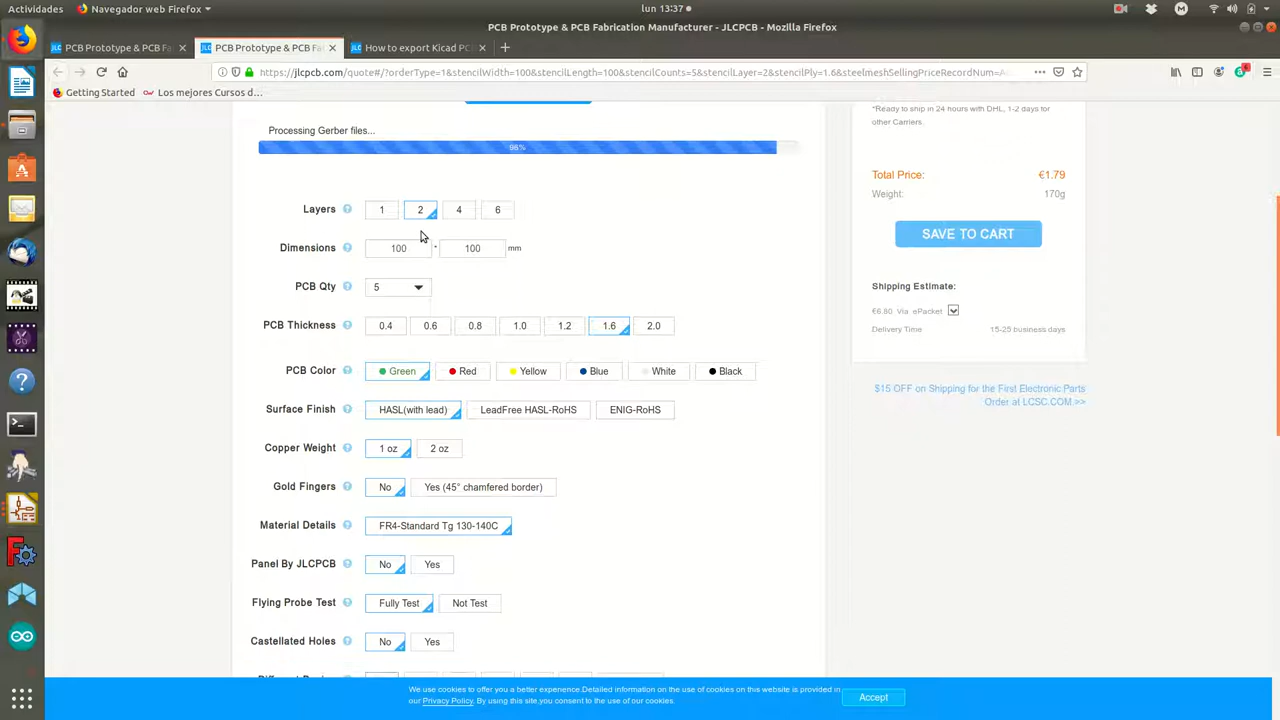 Actividades Navegador web Firefox lun 13:37
PCB Prototype & PCB Fabrication Manufacturer - JLCPCB - Mozilla Firefox
PCB Prototype & PCB Fa PCB Prototype & PCB Fa How to export Kicad PC
https://jlcpcb.com/quote#/?orderType=1&stencilWidth=100&stencilLength=100&stencilCounts=5&stencilLayer=2&stencilPly=1.6&steelmeshSellingPriceRecordNum=A
Getting Started Los mejores Cursos d...
*Ready to ship in 24 hours with DHL, 1-2 days for
other Carriers.
Processing Gerber files...
96%
Total Price: €1.79
Weight: 170g
Layers 1 2 4 6
SAVE TO CART
Dimensions 100 * 100 mm
PCB Qty 5
Shipping Estimate:
€6.80 Via ePacket
Delivery Time 15-25 business days
PCB Thickness 0.4 0.6 0.8 1.0 1.2 1.6 2.0
PCB Color Green Red Yellow Blue White Black
$15 OFF on Shipping for the First Electronic Parts
Order at LCSC.COM.>>
Surface Finish HASL(with lead) LeadFree HASL-RoHS ENIG-RoHS
Copper Weight 1 oz 2 oz
Gold Fingers No Yes (45° chamfered border)
Material Details FR4-Standard Tg 130-140C
Panel By JLCPCB No Yes
Flying Probe Test Fully Test Not Test
Castellated Holes No Yes
We use cookies to offer you a better experience.Detailed information on the use of cookies on this website is provided in
our Privacy Policy. By using this site,you consent to the use of our cookies.
Accept